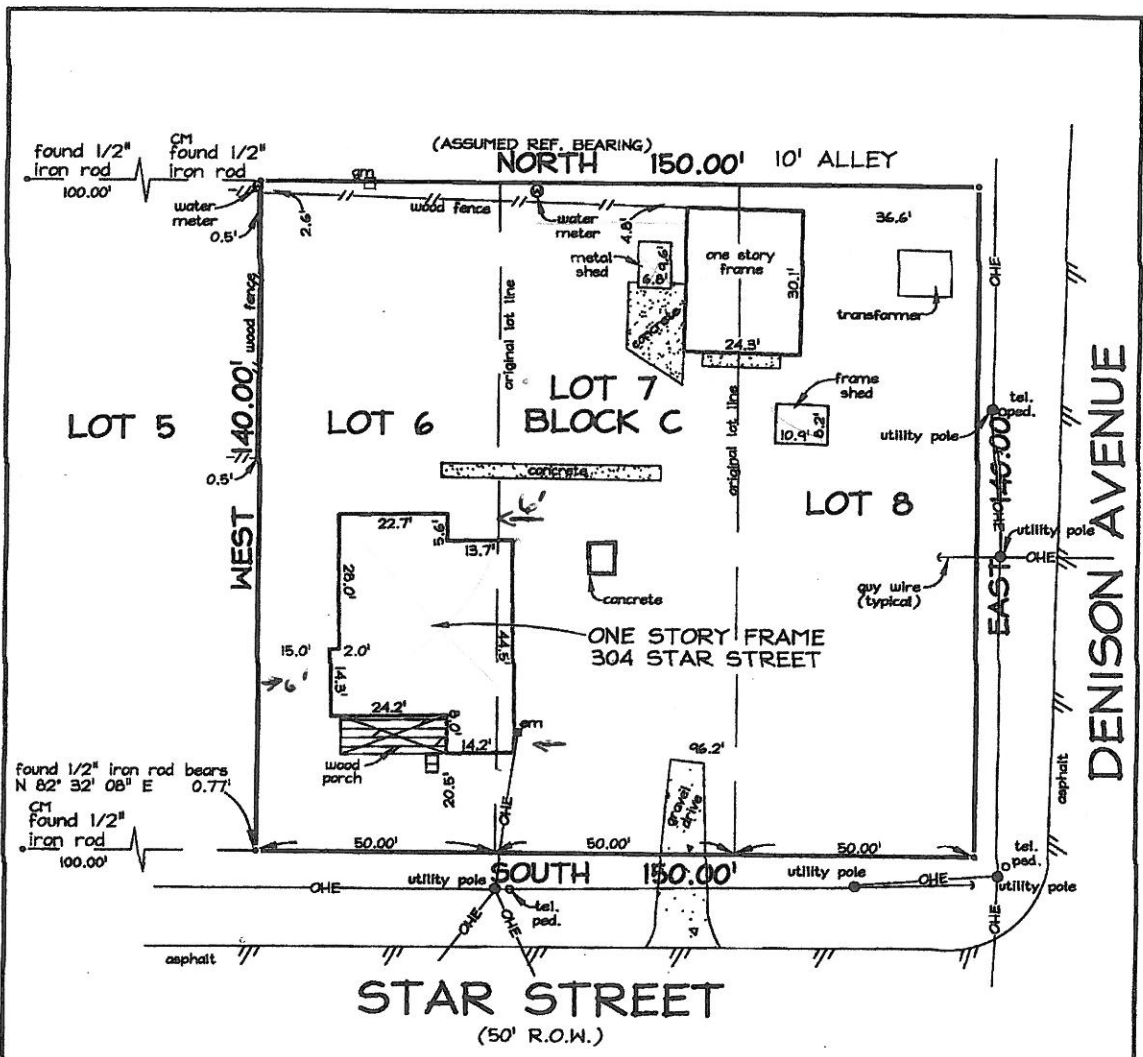 (ASSUMED REF. BEARING)
NORTH 150.00' 10' ALLEY
found 1/2"
iron rod
100.00'
CM
found 1/2"
iron rod
water
meter
0.5'
2.6'
wood fence
gm
water
meter
4.8'
36.6'
metal
shed
9.6'
6.8'
concrete
one story
frame
30.1'
24.3'
transformer
OHE
wood fence
original lot line
original lot line
WEST 140.00'
LOT 5
LOT 6
LOT 7
BLOCK C
LOT 8
frame
shed
10.9'
8.2'
tel.
ped.
utility pole
EAST 140.00'
OHE
DENISON AVENUE
0.5'
concrete
6'
22.7'
5.6'
13.7'
28.0'
44.5'
concrete
utility pole
OHE
guy wire
(typical)
ONE STORY FRAME
304 STAR STREET
15.0'
2.0'
6'
14.3'
24.2'
8.0'
14.2'
em
wood
porch
20.5'
OHE
96.2'
gravel
drive
asphalt
found 1/2" iron rod bears
N 82° 32' 08" E 0.77'
CM
found 1/2"
iron rod
100.00'
50.00'
50.00'
50.00'
SOUTH 150.00'
OHE
utility pole
tel.
ped.
utility pole
OHE
tel.
ped.
utility pole
OHE
OHE
OHE
asphalt
STAR STREET
(50' R.O.W.)